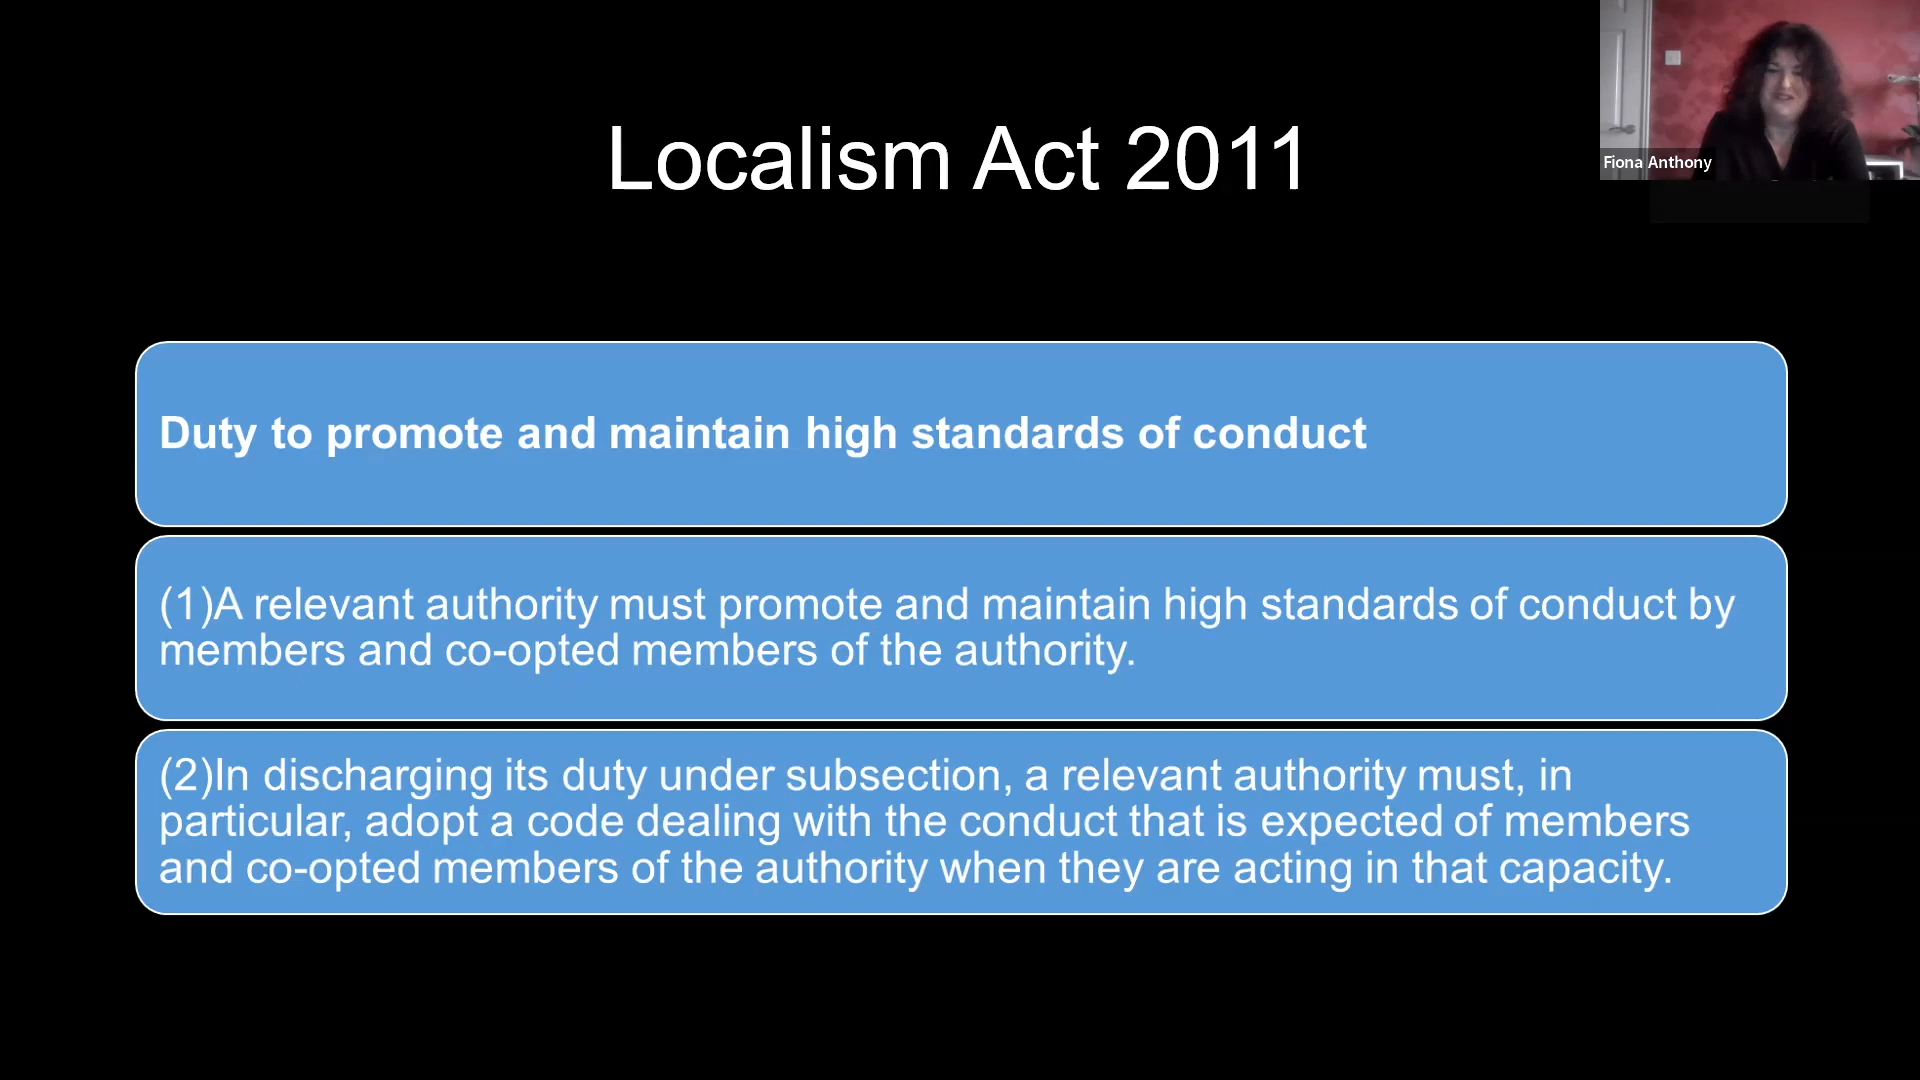 Localism Act 2011
Fiona Anthony
Duty to promote and maintain high standards of conduct
(1)A relevant authority must promote and maintain high standards of conduct by
members and co-opted members of the authority.
(2)In discharging its duty under subsection, a relevant authority must, in
particular, adopt a code dealing with the conduct that is expected of members
and co-opted members of the authority when they are acting in that capacity.